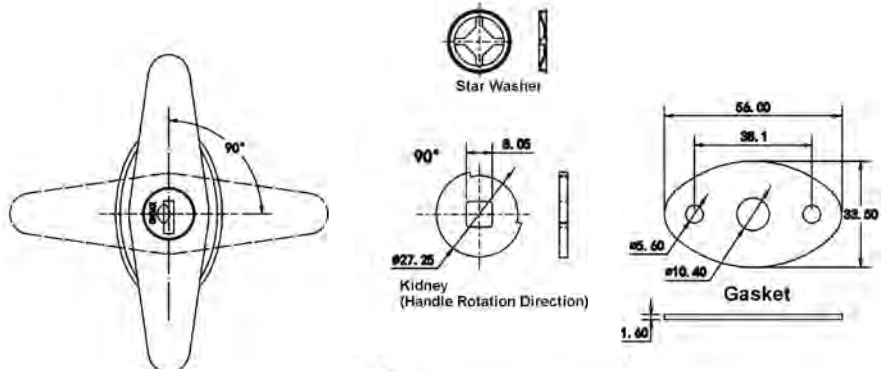 Star Washer
90°
90°
8.05
ø27.25
Kidney
(Handle Rotation Direction)
56.00
38.1
33.50
ø5.60
ø10.40
Gasket
1.60